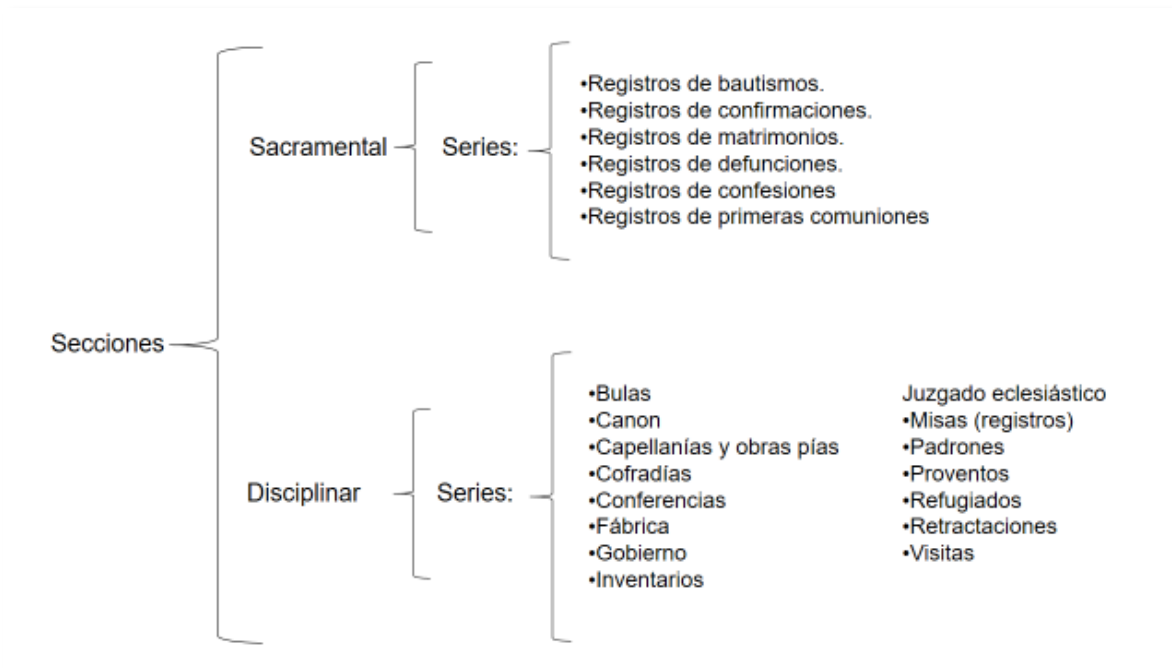 Secciones
Sacramental
Series:
•Registros de bautismos.
•Registros de confirmaciones.
•Registros de matrimonios.
•Registros de defunciones.
•Registros de confesiones
•Registros de primeras comuniones
Disciplinar
Series:
•Bulas
•Canon
•Capellanías y obras pías
•Cofradías
•Conferencias
•Fábrica
•Gobierno
•Inventarios
Juzgado eclesiástico
•Misas (registros)
•Padrones
•Proventos
•Refugiados
•Retractaciones
•Visitas